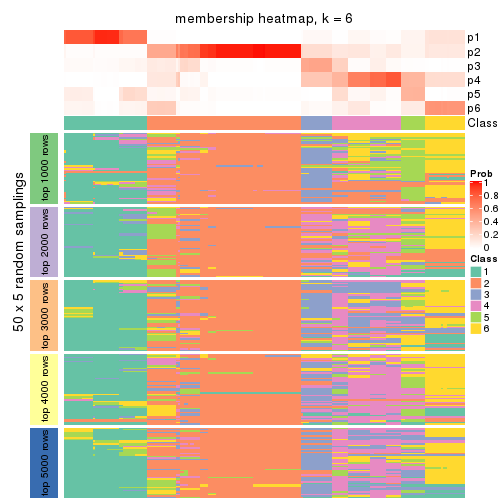 membership heatmap, k = 6
p1
p2
p3
p4
p5
p6
Class
50 x 5 random samplings
top 1000 rows
top 2000 rows
top 3000 rows
top 4000 rows
top 5000 rows
Prob
1
0.8
0.6
0.4
0.2
0
Class
1
2
3
4
5
6